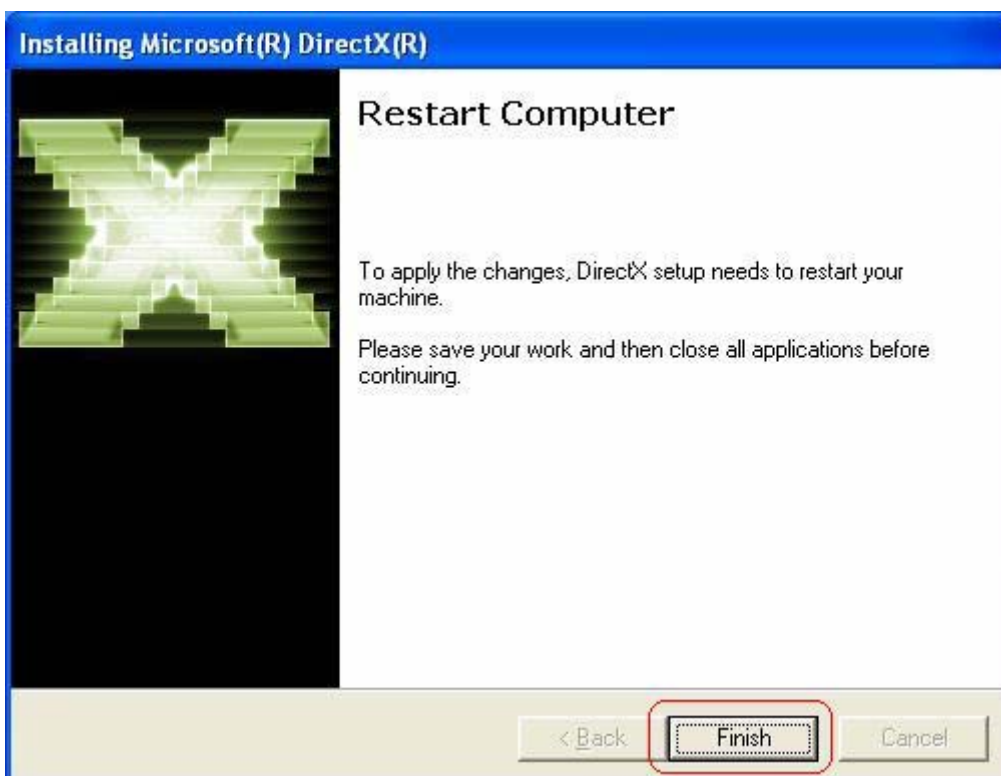 Installing Microsoft(R) DirectX(R)
Restart Computer
To apply the changes, DirectX setup needs to restart your
machine.
Please save your work and then close all applications before
continuing.
< Back
Finish
Cancel